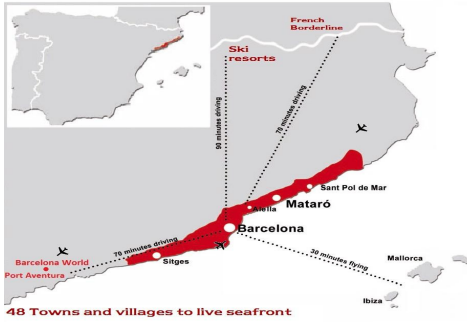 French
Borderline
Ski
resorts
90 minutes driving
70 minutes driving
Sant Pol de Mar
Mataró
Alella
Barcelona
70 minutes driving
30 minutes flying
Barcelona World
Port Aventura
Sitges
Mallorca
Ibiza
48 Towns and villages to live seafront